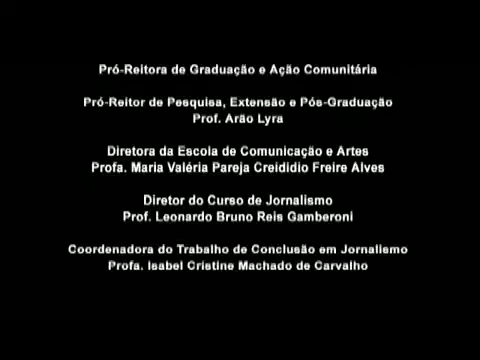 Pró-Reitora de Graduação e Ação Comunitária
Pró-Reitor de Pesquisa, Extensão e Pós-Graduação
Prof. Arão Lyra
Diretora da Escola de Comunicação e Artes
Profa. Maria Valéria Pareja Creididio Freire Alves
Diretor do Curso de Jornalismo
Prof. Leonardo Bruno Reis Gamberoni
Coordenadora do Trabalho de Conclusão em Jornalismo
Profa. Isabel Cristine Machado de Carvalho